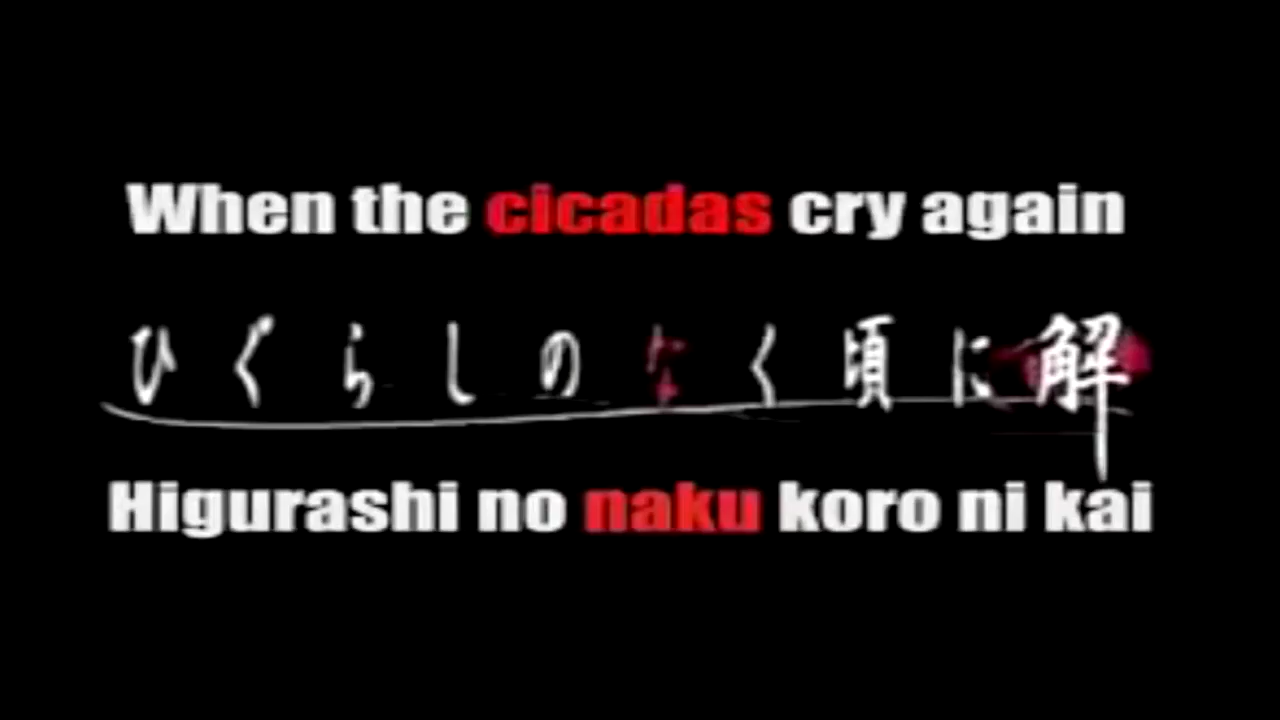 When the cicadas cry again
ひぐらしのなく頃に解
Higurashi no naku koro ni kai